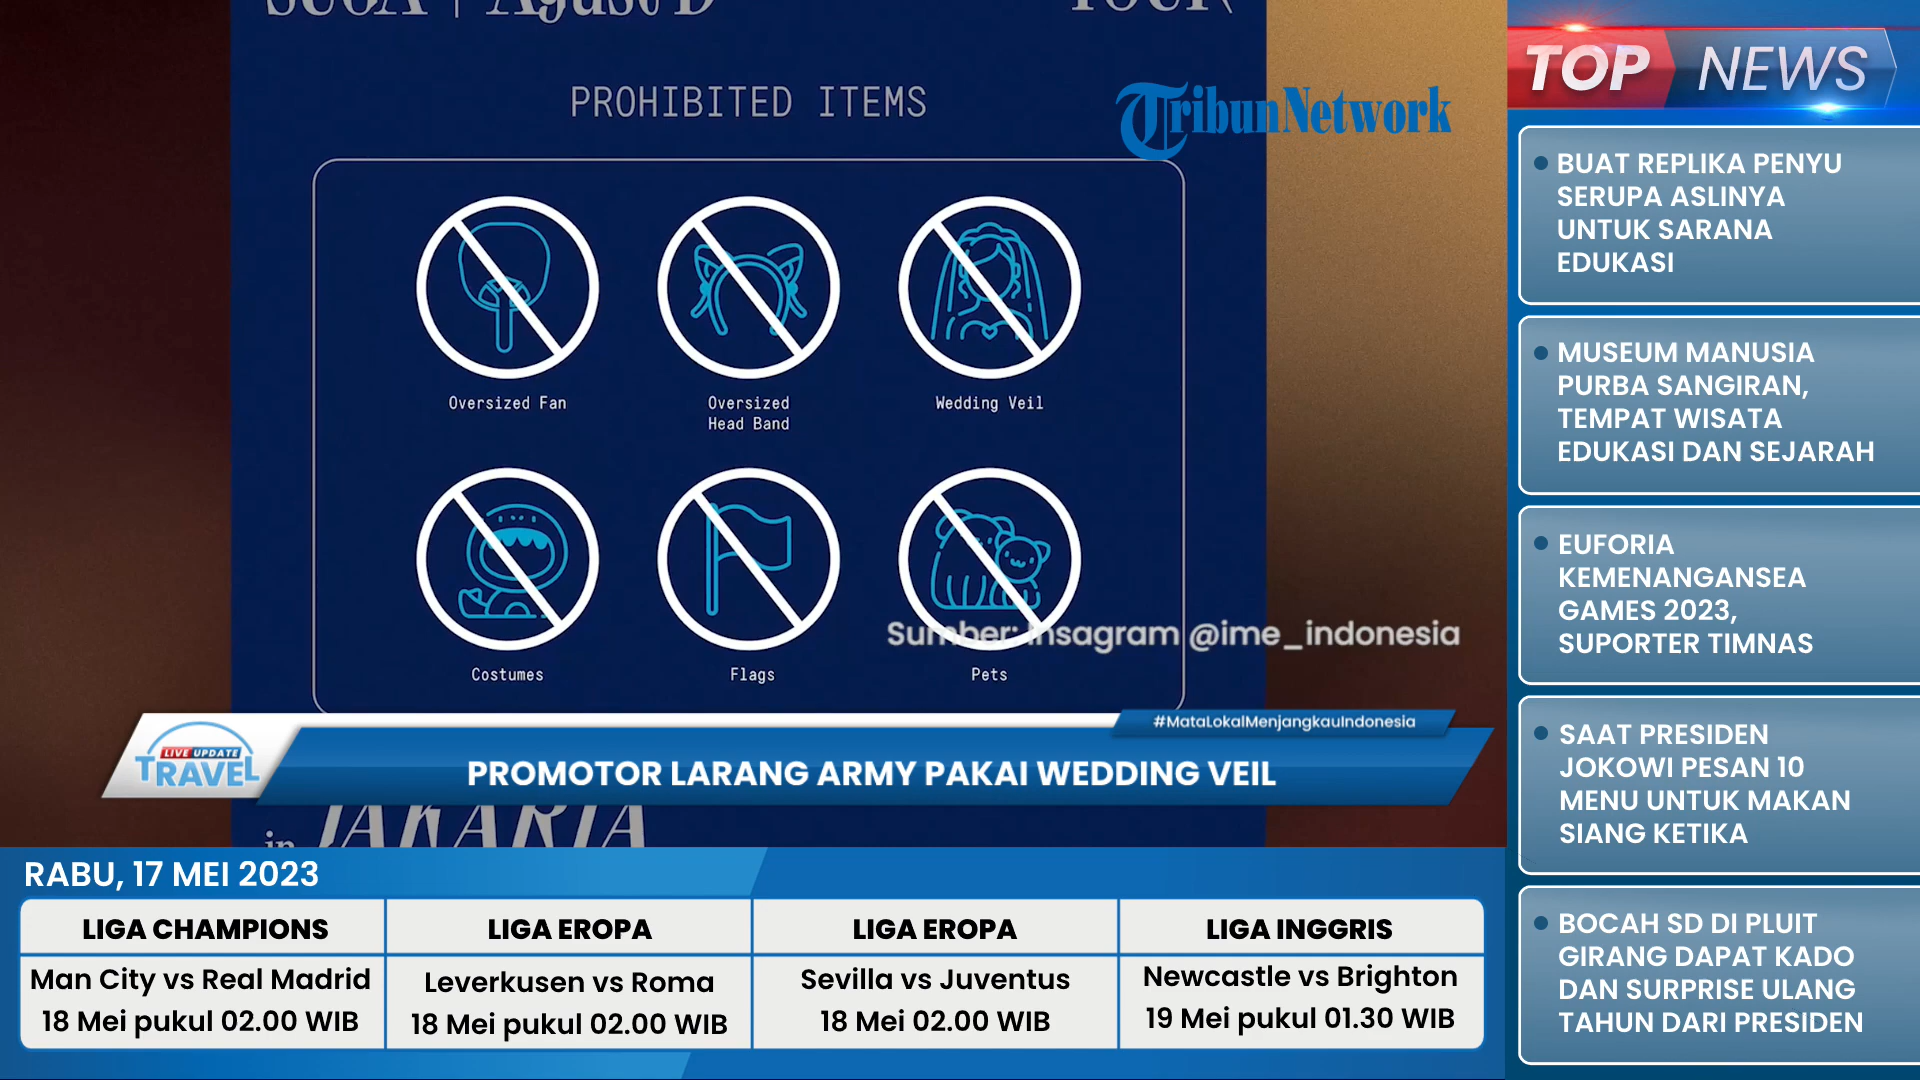 SUGA | Agust D
TOUR
PROHIBITED ITEMS
TribunNetwork
Oversized Fan
Oversized
Head Band
Wedding Veil
Costumes
Flags
Pets
Sumber: Insagram @ime_indonesia
#MataLokalMenjangkauIndonesia
LIVE UPDATE
TRAVEL
PROMOTOR LARANG ARMY PAKAI WEDDING VEIL
in JAKARTA
RABU, 17 MEI 2023
LIGA CHAMPIONS
Man City vs Real Madrid
18 Mei pukul 02.00 WIB
LIGA EROPA
Leverkusen vs Roma
18 Mei pukul 02.00 WIB
LIGA EROPA
Sevilla vs Juventus
18 Mei 02.00 WIB
LIGA INGGRIS
Newcastle vs Brighton
19 Mei pukul 01.30 WIB
TOP NEWS
BUAT REPLIKA PENYU
SERUPA ASLINYA
UNTUK SARANA
EDUKASI
MUSEUM MANUSIA
PURBA SANGIRAN,
TEMPAT WISATA
EDUKASI DAN SEJARAH
EUFORIA
KEMENANGANSEA
GAMES 2023,
SUPORTER TIMNAS
SAAT PRESIDEN
JOKOWI PESAN 10
MENU UNTUK MAKAN
SIANG KETIKA
BOCAH SD DI PLUIT
GIRANG DAPAT KADO
DAN SURPRISE ULANG
TAHUN DARI PRESIDEN